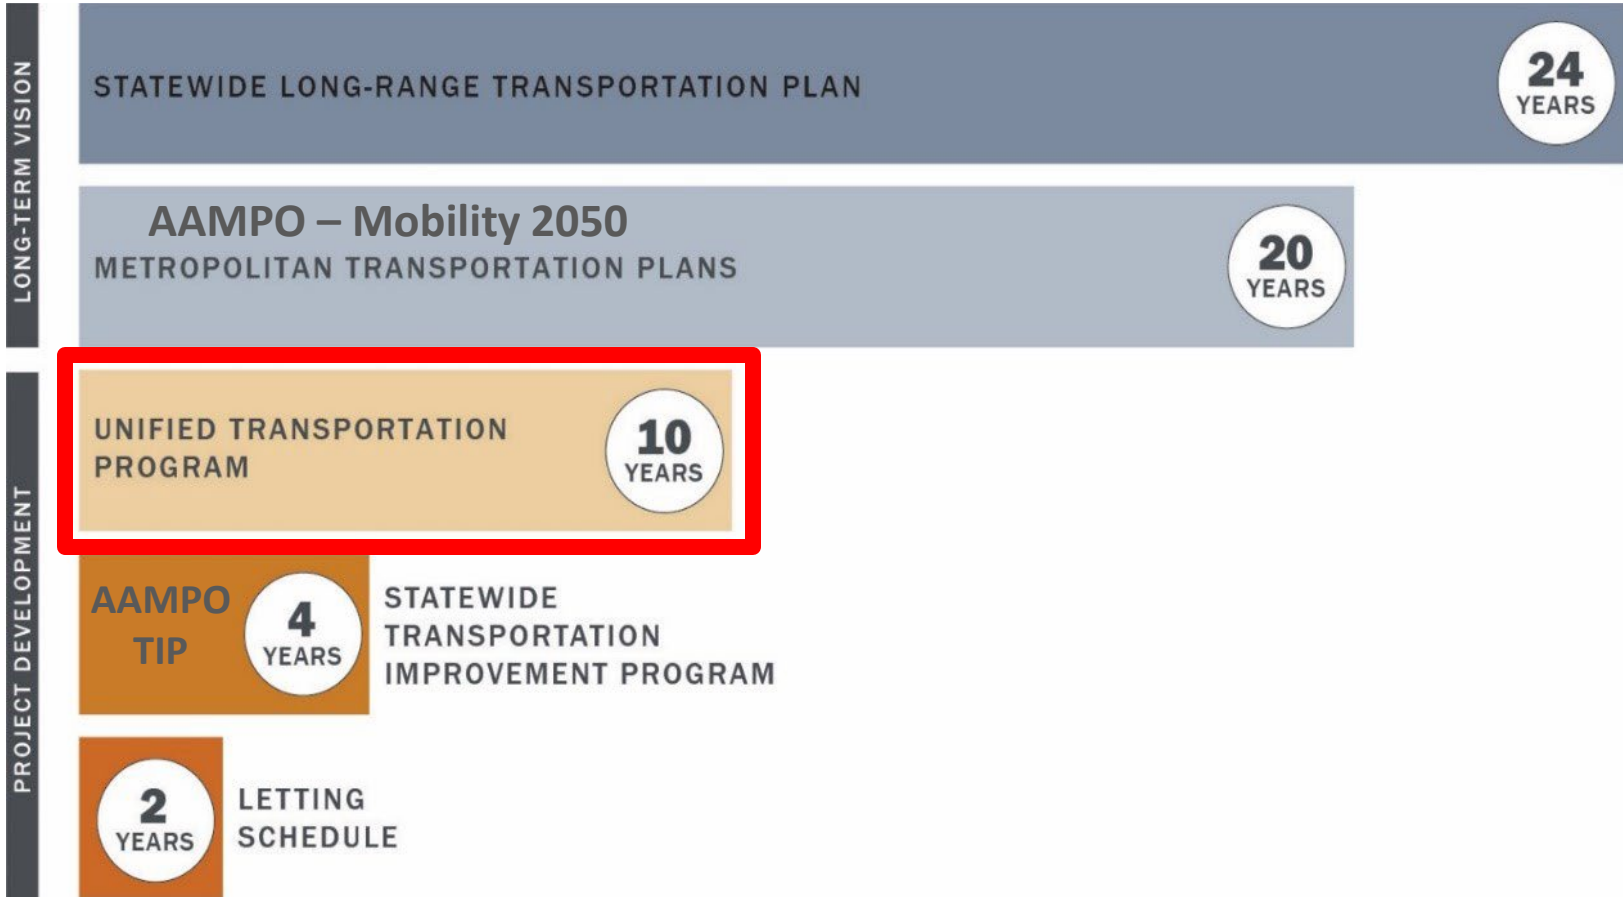 LONG-TERM VISION
STATEWIDE LONG-RANGE TRANSPORTATION PLAN
24
YEARS
AAMPO – Mobility 2050
METROPOLITAN TRANSPORTATION PLANS
20
YEARS
PROJECT DEVELOPMENT
UNIFIED TRANSPORTATION
PROGRAM
10
YEARS
AAMPO
TIP
4
YEARS
STATEWIDE
TRANSPORTATION
IMPROVEMENT PROGRAM
2
YEARS
LETTING
SCHEDULE